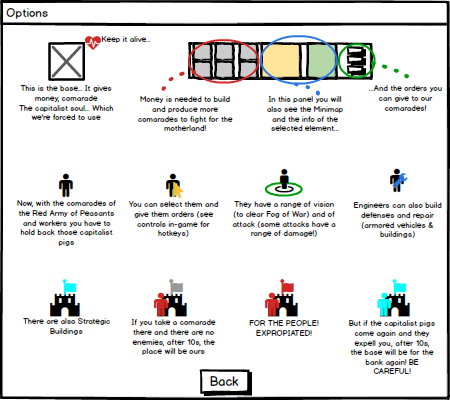 Options
Keep it alive...
This is the base... It gives
money, comarade
The capitalist soul... Which
we're forced to use
Money is needed to build
and produce more
comarades to fight for the
motherland!
In this panel you will
also see the Minimap
and the info of the
selected element...
...And the orders you
can give to our
comarades!
Now, with the comarades of
the Red Army of Peasants
and workers you have to
hold back those capitalist
pigs
You can select them and
give them orders (see
controls in-game for
hotkeys)
They have a range of vision
(to clear Fog of War) and of
attack (some attacks have a
range of damage!)
Engineers can also build
defenses and repair
(armored vehicles &
buildings)
There are also Strategic
Buildings
If you take a comarade
there and there are no
enemies, after 10s, the
place will be ours
FOR THE PEOPLE!
EXPROPIATED!
But if the capitalist pigs
come again and they
expell you, after 10s,
the base will be for the
bank again! BE
CAREFUL!
Back